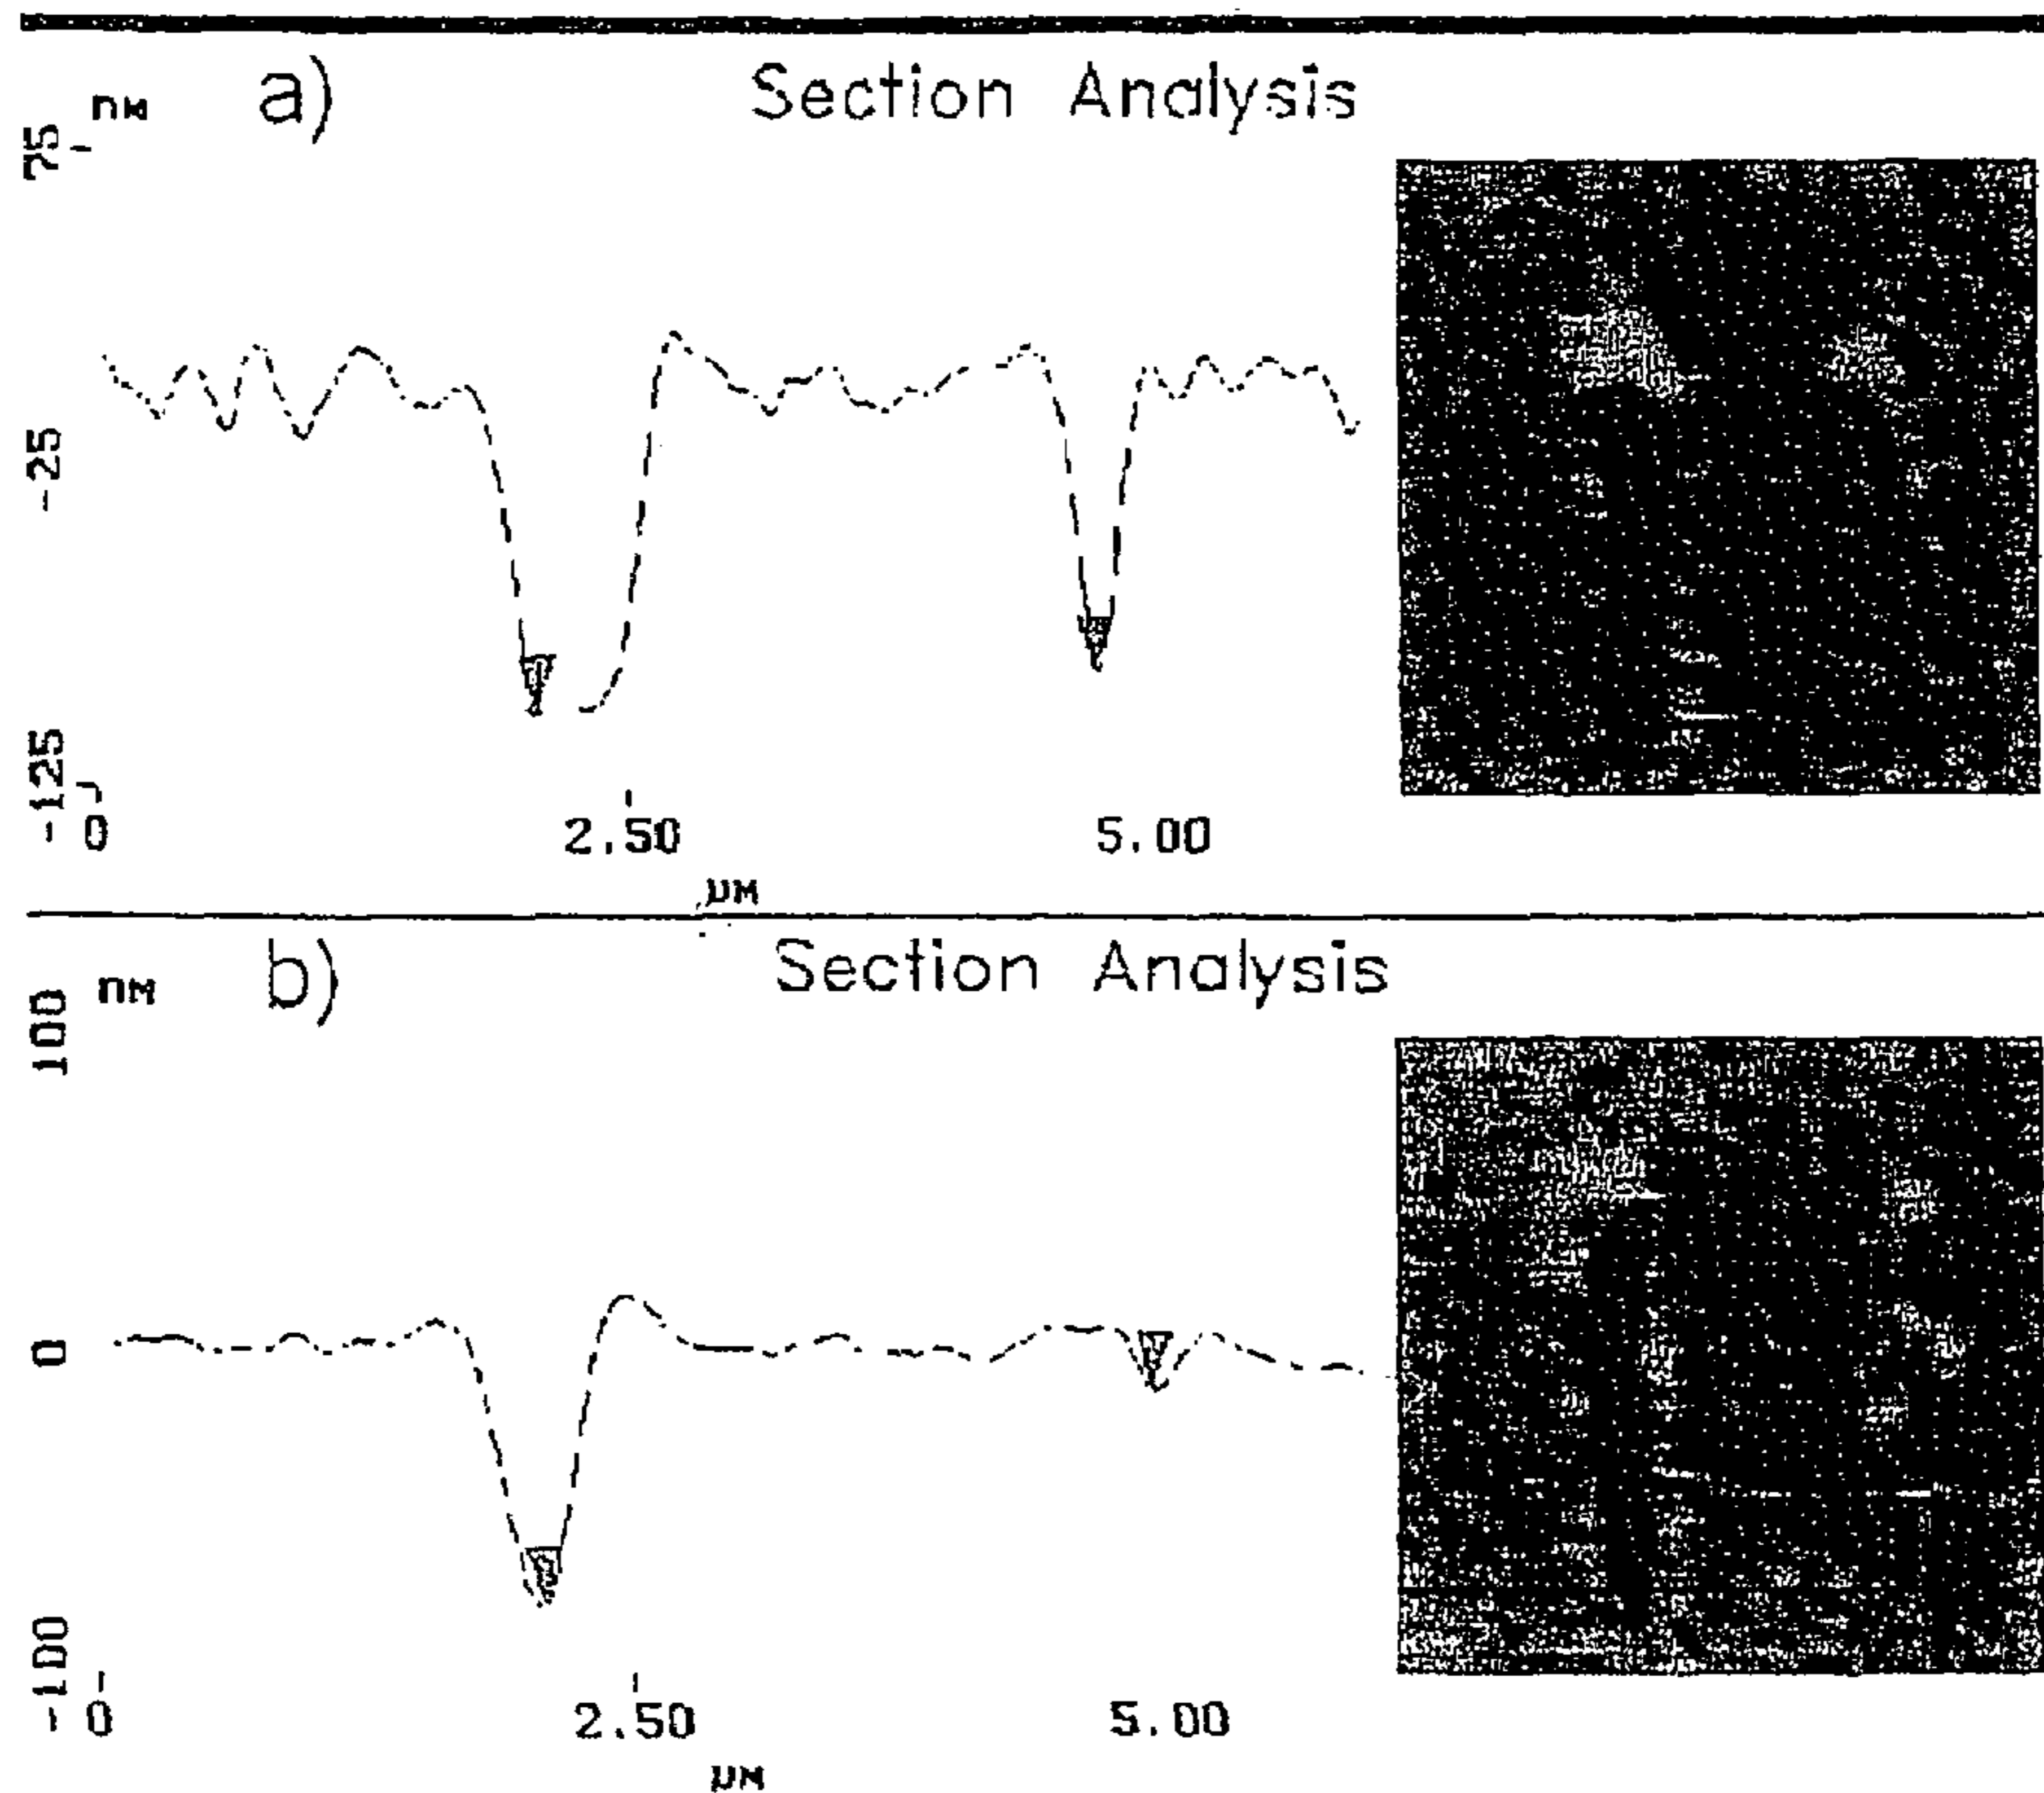 a) Section Analysis
nM
75
-25
-125
0 2.50 5.00
µM
b) Section Analysis
nM
100
0
-100
0 2.50 5.00
µM